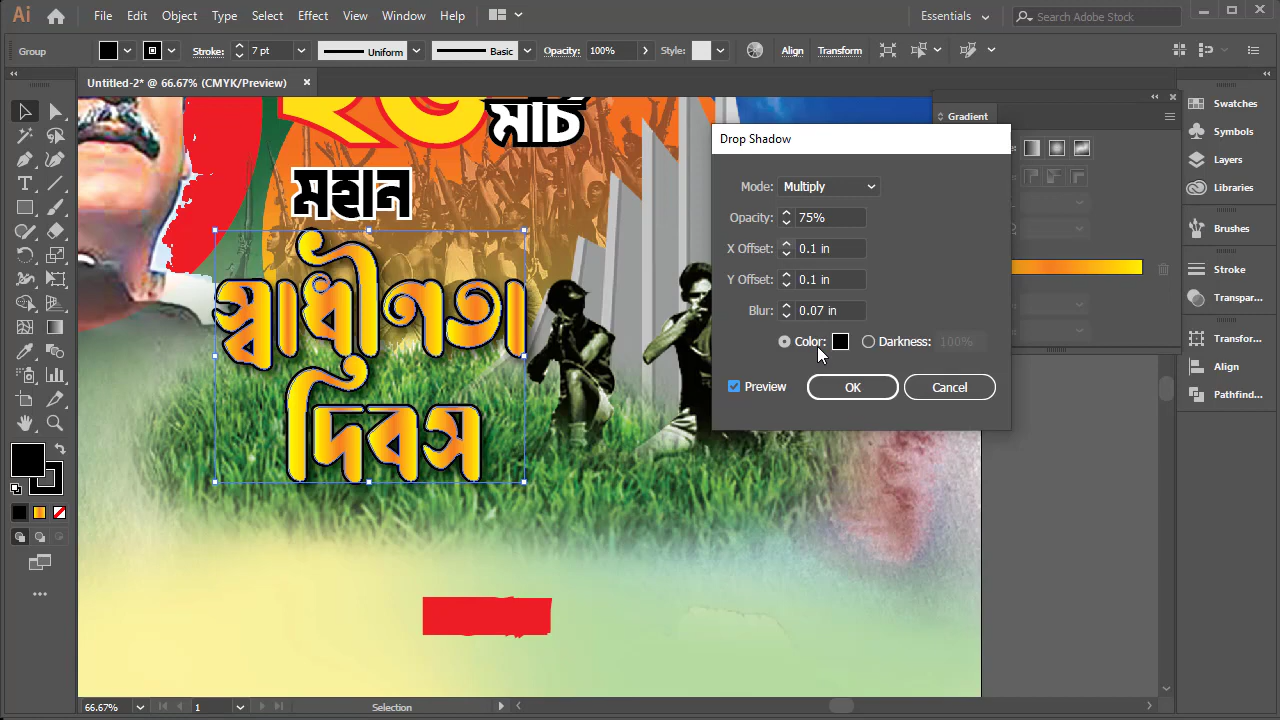 Ai
File
Edit
Object
Type
Select
Effect
View
Window
Help
Essentials
Search Adobe Stock
Group
Stroke:
7 pt
Uniform
Basic
Opacity:
100%
Style:
Align
Transform
Untitled-2* @ 66.67% (CMYK/Preview)
Gradient
Swatches
Symbols
Layers
Libraries
Brushes
Stroke
Transpar...
Transform
Align
Pathfind...
২৬
মার্চ
মহান
স্বাধীনতা
দিবস
Drop Shadow
Mode:
Multiply
Opacity:
75%
X Offset:
0.1 in
Y Offset:
0.1 in
Blur:
0.07 in
Color:
Darkness:
100%
Preview
OK
Cancel
66.67%
1
Selection